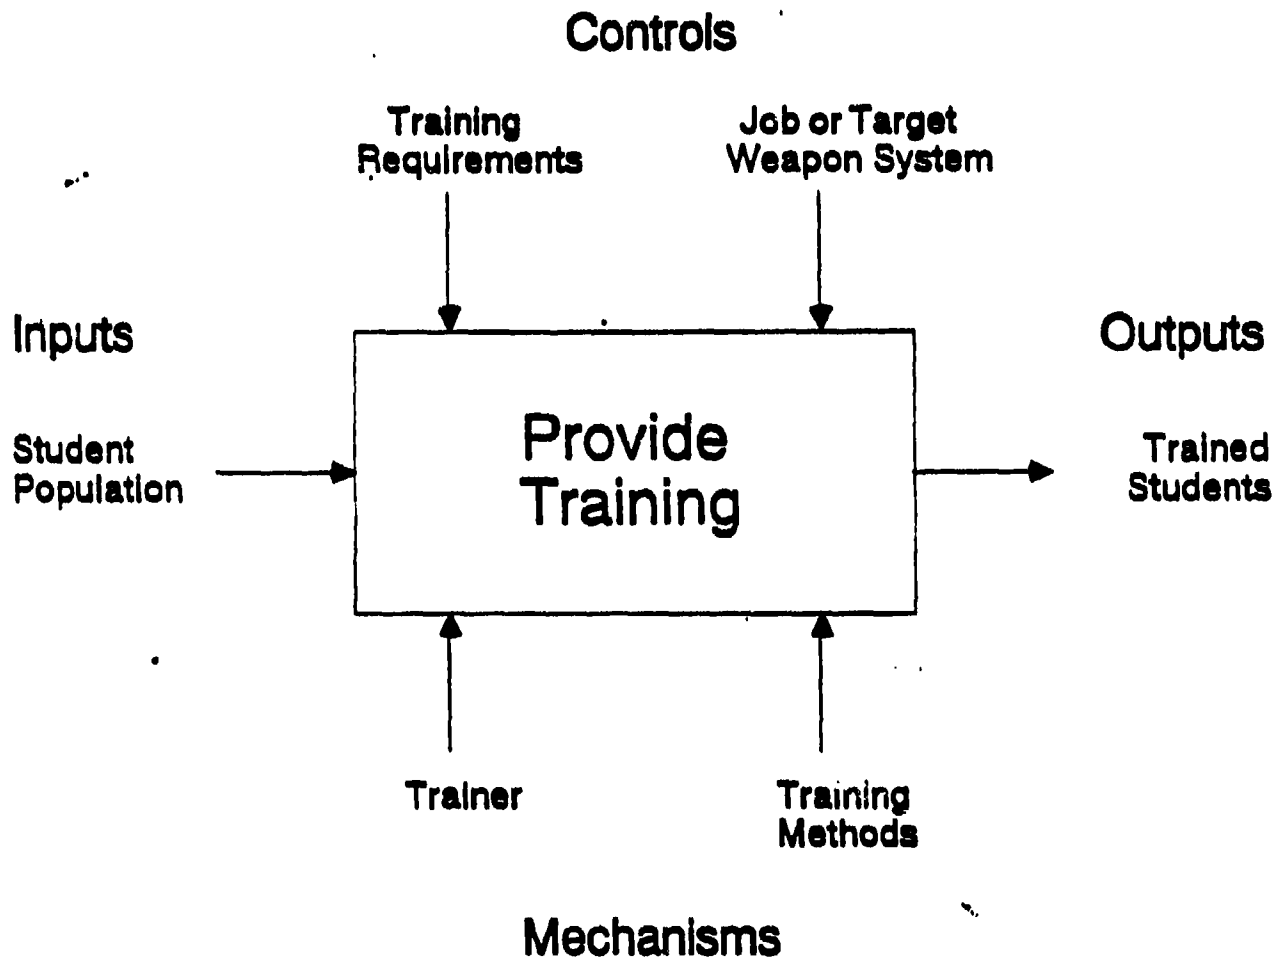 Controls
Training
Requirements
Job or Target
Weapon System
Inputs
Outputs
Student
Population
Provide
Training
Trained
Students
Trainer
Training
Methods
Mechanisms